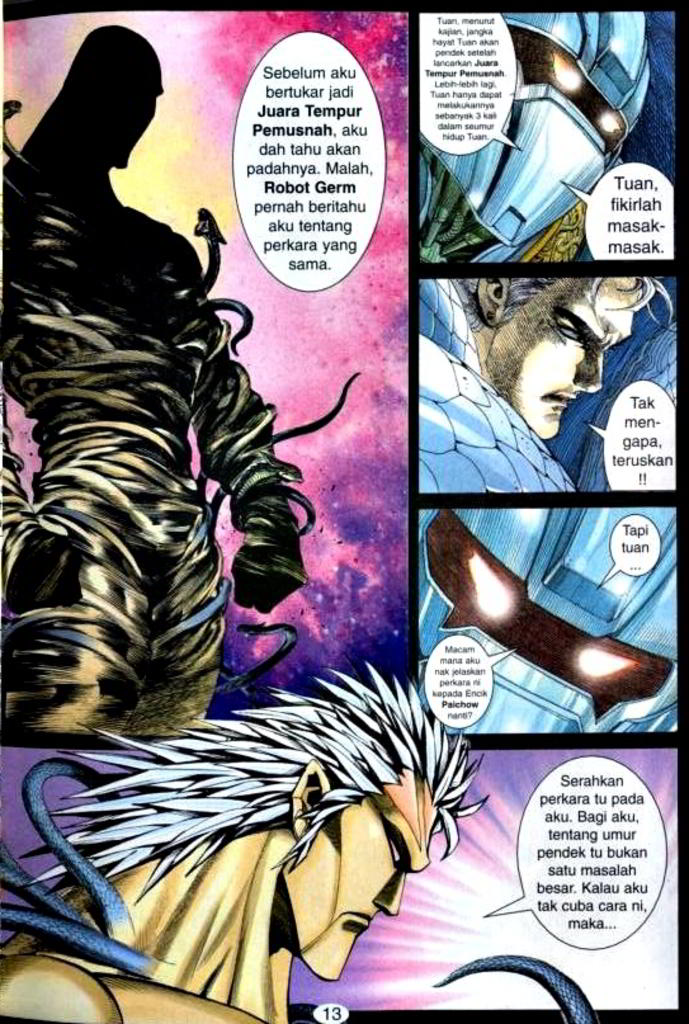 Sebelum aku
bertukar jadi
Juara Tempur
Pemusnah, aku
dah tahu akan
padahnya. Malah,
Robot Germ
pernah beritahu
aku tentang
perkara yang
sama.
Tuan, menurut
kajian, jangka
hayat Tuan akan
pendek setelah
lancarkan Juara
Tempur Pemusnah.
Lebih-lebih lagi,
Tuan hanya dapat
melakukannya
sebanyak 3 kali
dalam seumur
hidup Tuan.
Tuan,
fikirlah
masak-
masak.
Tak
men-
gapa,
teruskan
!!
Tapi
tuan
...
Macam
mana aku
nak jelaskan
perkara ni
kepada Encik
Paichow
nanti?
Serahkan
perkara tu pada
aku. Bagi aku,
tentang umur
pendek tu bukan
satu masalah
besar. Kalau aku
tak cuba cara ni,
maka...
13